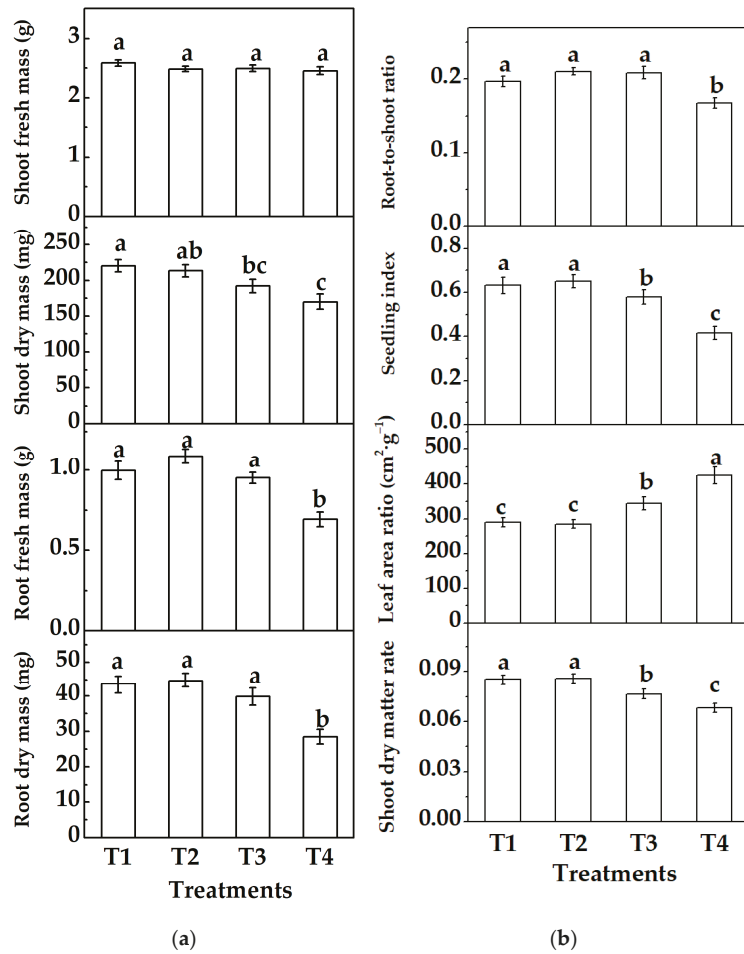 Shoot fresh mass (g)
3
2
1
0
a a a a
Shoot dry mass (mg)
250
200
150
100
50
0
a ab bc c
Root fresh mass (g)
1.0
0.5
0.0
a a a b
Root dry mass (mg)
50
40
30
20
40
0
a a a b
T1 T2 T3 T4
Treatments
(a)
Root-to-shoot ratio
0.2
0.1
0.0
a a a b
Seedling index
0.8
0.6
0.4
0.2
0.0
a a b c
Leaf area ratio (cm²·g⁻¹)
500
400
300
200
100
0
c c b a
Shoot dry matter rate
0.09
0.06
0.03
0.00
a a b c
T1 T2 T3 T4
Treatments
(b)